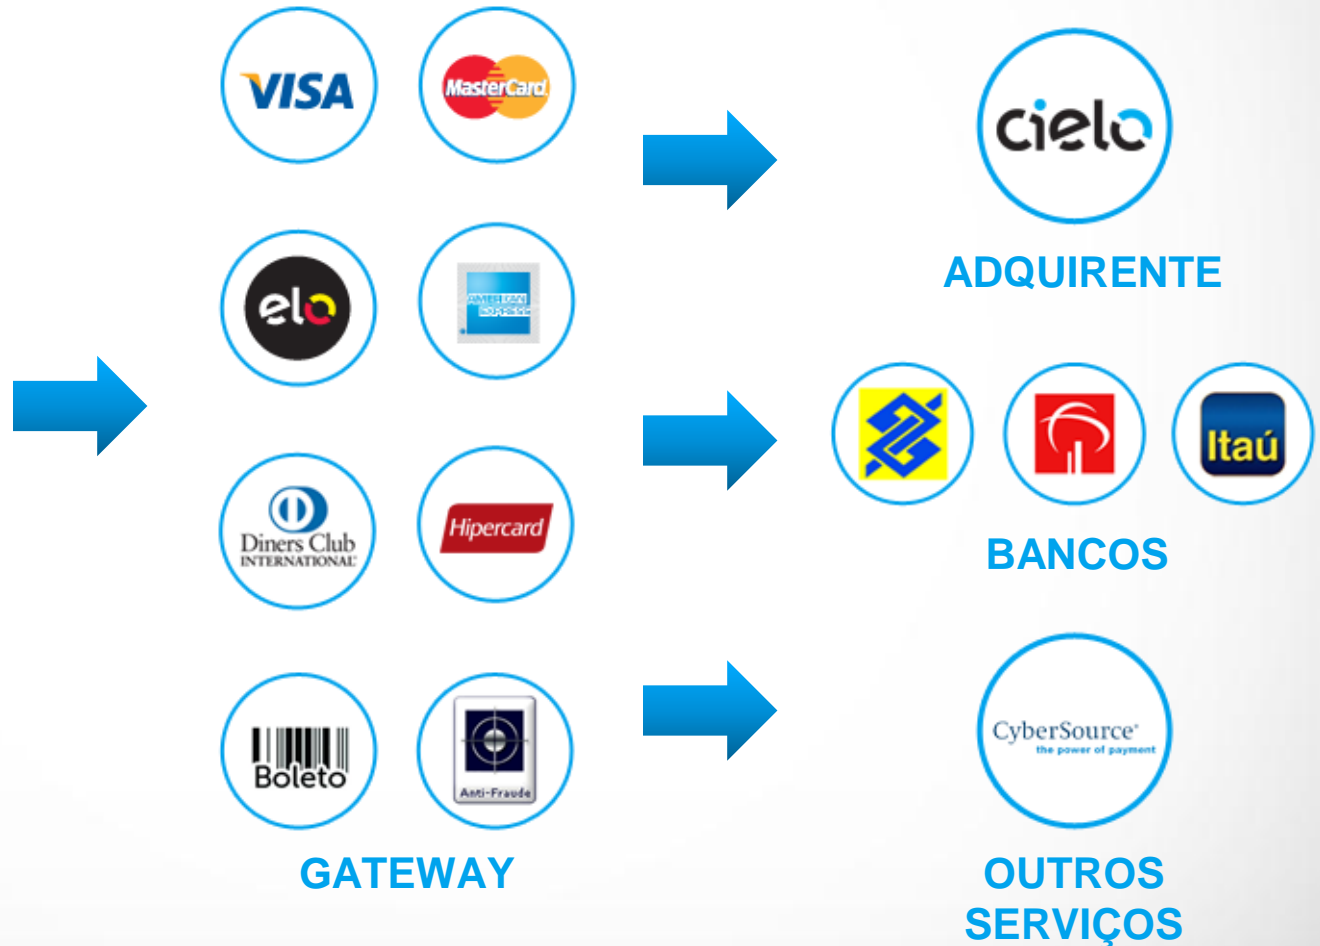 VISA
MasterCard
elo
AMERICAN
EXPRESS
Diners Club
INTERNATIONAL®
Hipercard
Boleto
Anti-Fraude
GATEWAY
cielo
ADQUIRENTE
Itaú
BANCOS
CyberSource®
the power of payment
OUTROS
SERVIÇOS